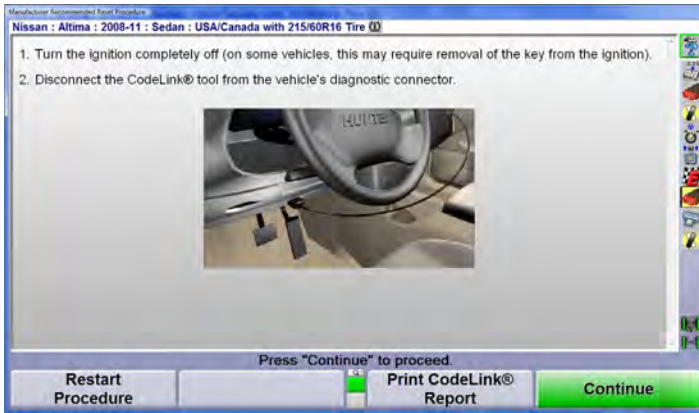 Manufacturer Recommended Reset Procedure
Nissan : Altima : 2008-11 : Sedan : USA/Canada with 215/60R16 Tire (1)
1. Turn the ignition completely off (on some vehicles, this may require removal of the key from the ignition).
2. Disconnect the CodeLink® tool from the vehicle's diagnostic connector.
HUNTER
Press "Continue" to proceed.
Restart
Procedure
Print CodeLink®
Report
Continue